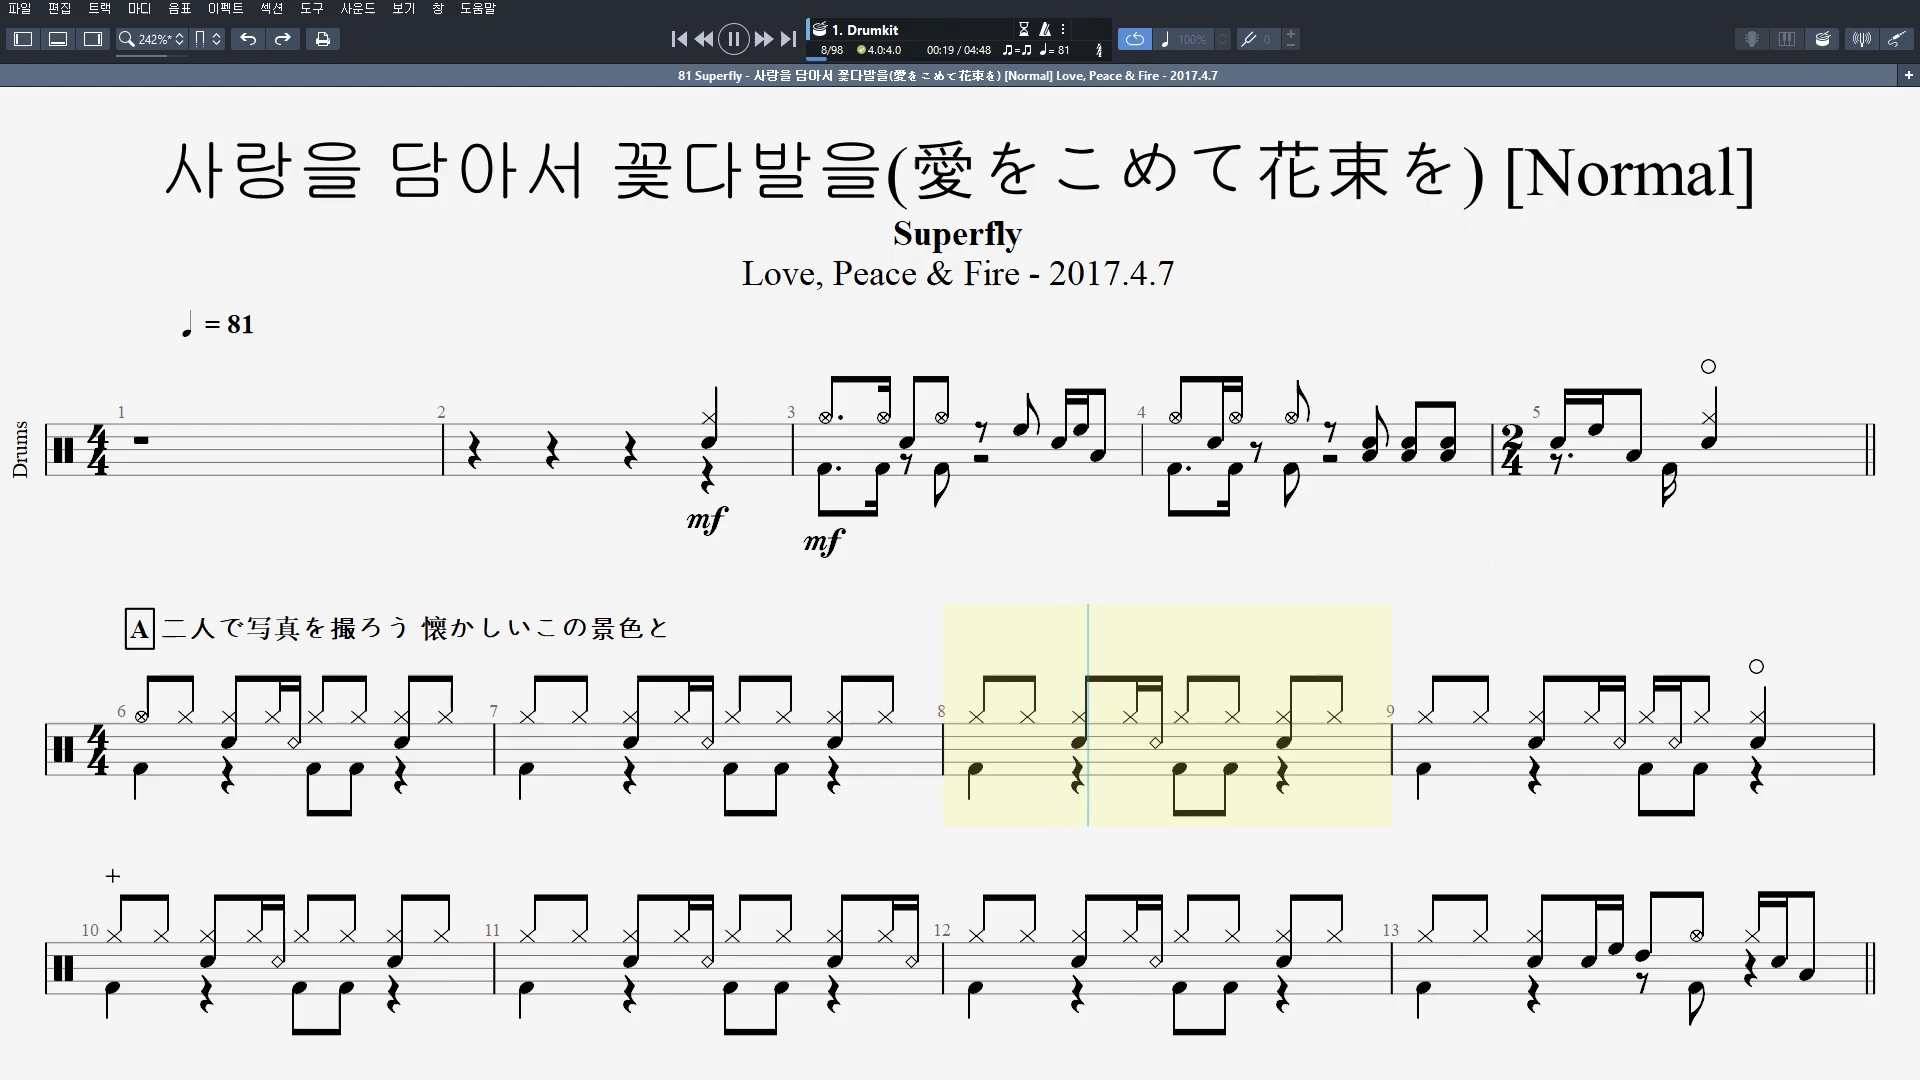 파일 편집 트랙 마디 음표 이펙트 섹션 도구 사운드 보기 창 도움말
242%*
1. Drumkit
8/98 4.0:4.0 00:19 / 04:48 ♫=♫ ♩= 81
100% 0
81 Superfly - 사랑을 담아서 꽃다발을(愛をこめて花束を) [Normal] Love, Peace & Fire - 2017.4.7
사랑을 담아서 꽃다발을(愛をこめて花束を) [Normal]
Superfly
Love, Peace & Fire - 2017.4.7
♩ = 81
Drums
1 2 3 4 5
4/4 2/4
mf
mf
A 二人で写真を撮ろう 懐かしいこの景色と
6 7 8 9
4/4
10 11 12 13